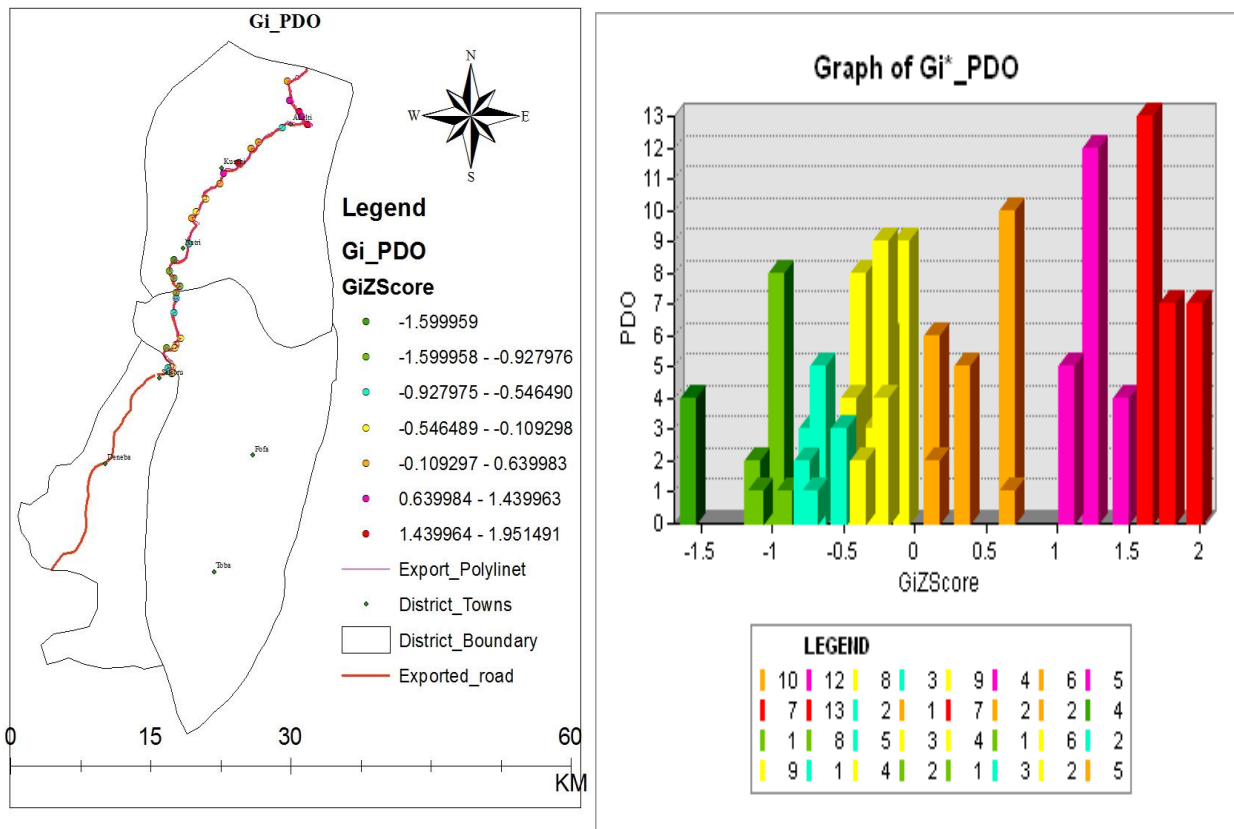 Gi_PDO
N
W E
S
Kumbi
Deneba
Fofa
Toba
Legend
Gi_PDO
GiZScore
-1.599959
-1.599958 - -0.927976
-0.927975 - -0.546490
-0.546489 - -0.109298
-0.109297 - 0.639983
0.639984 - 1.439963
1.439964 - 1.951491
Export_Polylinet
District_Towns
District_Boundary
Exported_road
0 15 30 60
KM
Graph of Gi*_PDO
PDO
13
12
11
10
9
8
7
6
5
4
3
2
1
0
-1.5 -1 -0.5 0 0.5 1 1.5 2
GiZScore
LEGEND
10 12 8 3 9 4 6 5
7 13 2 1 7 2 2 4
1 8 5 3 4 1 6 2
9 1 4 2 1 3 2 5